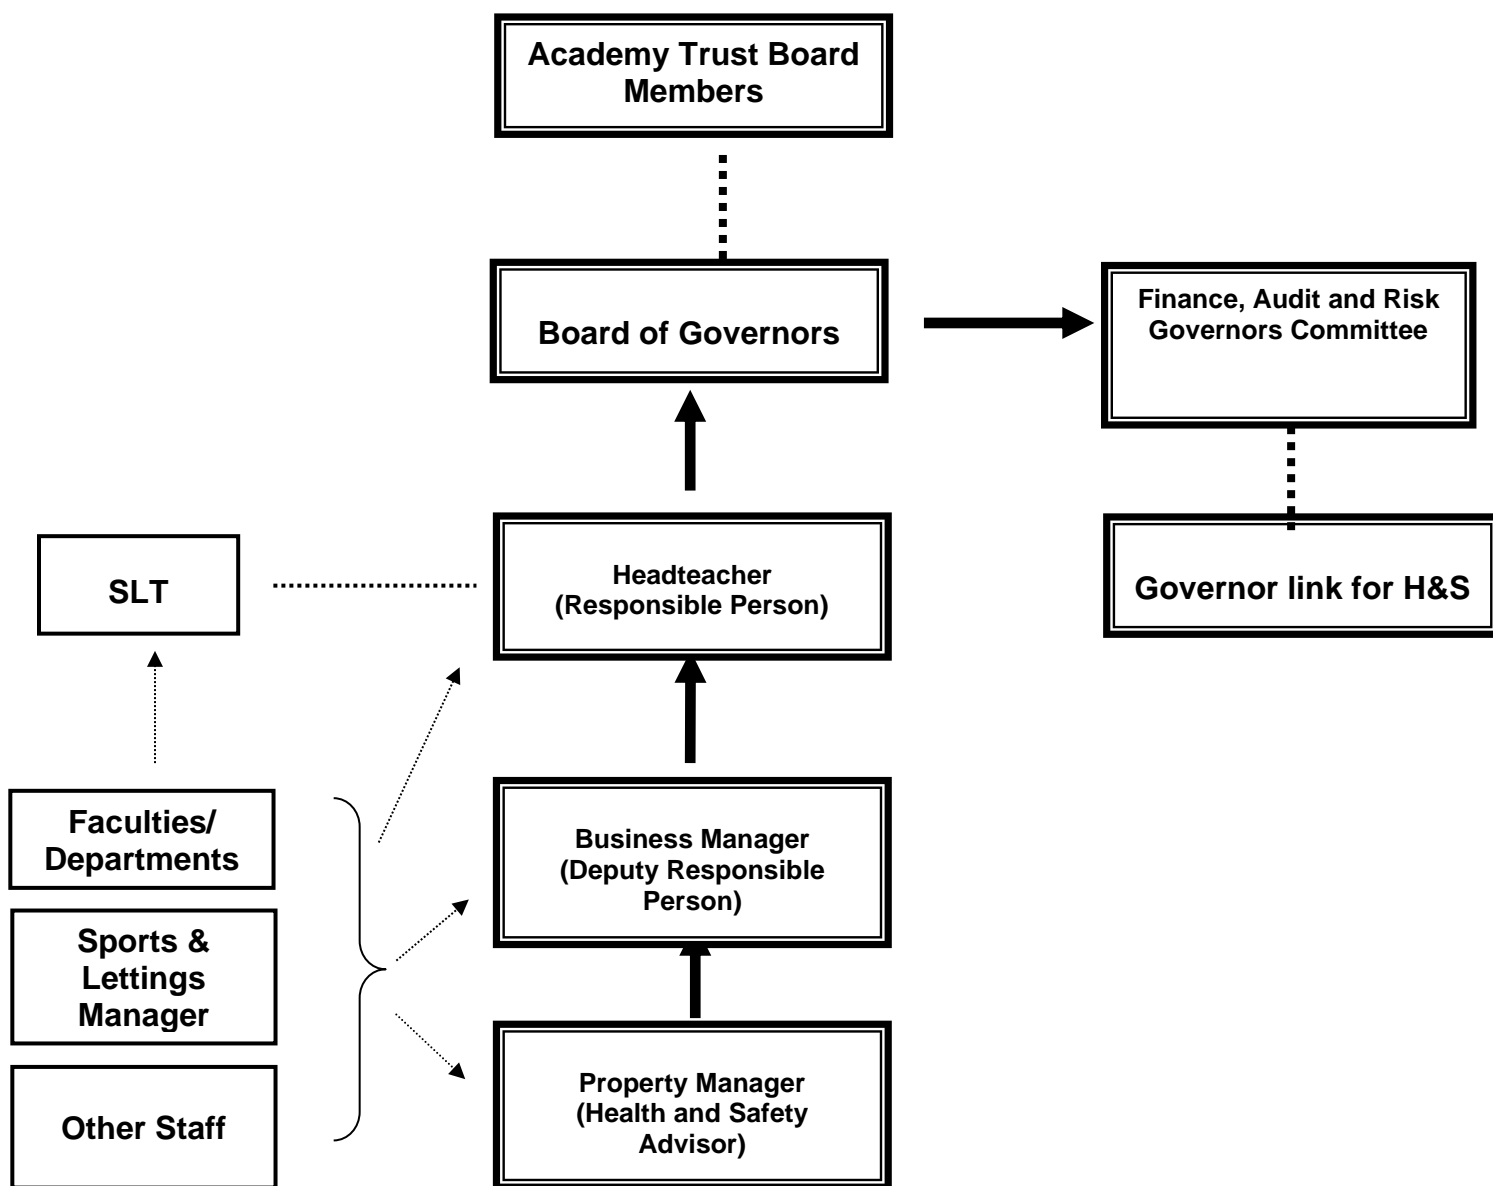 Academy Trust Board
Members
Board of Governors
Finance, Audit and Risk
Governors Committee
SLT
Headteacher
(Responsible Person)
Governor link for H&S
Faculties/
Departments
Business Manager
(Deputy Responsible
Person)
Sports &
Lettings
Manager
Other Staff
Property Manager
(Health and Safety
Advisor)